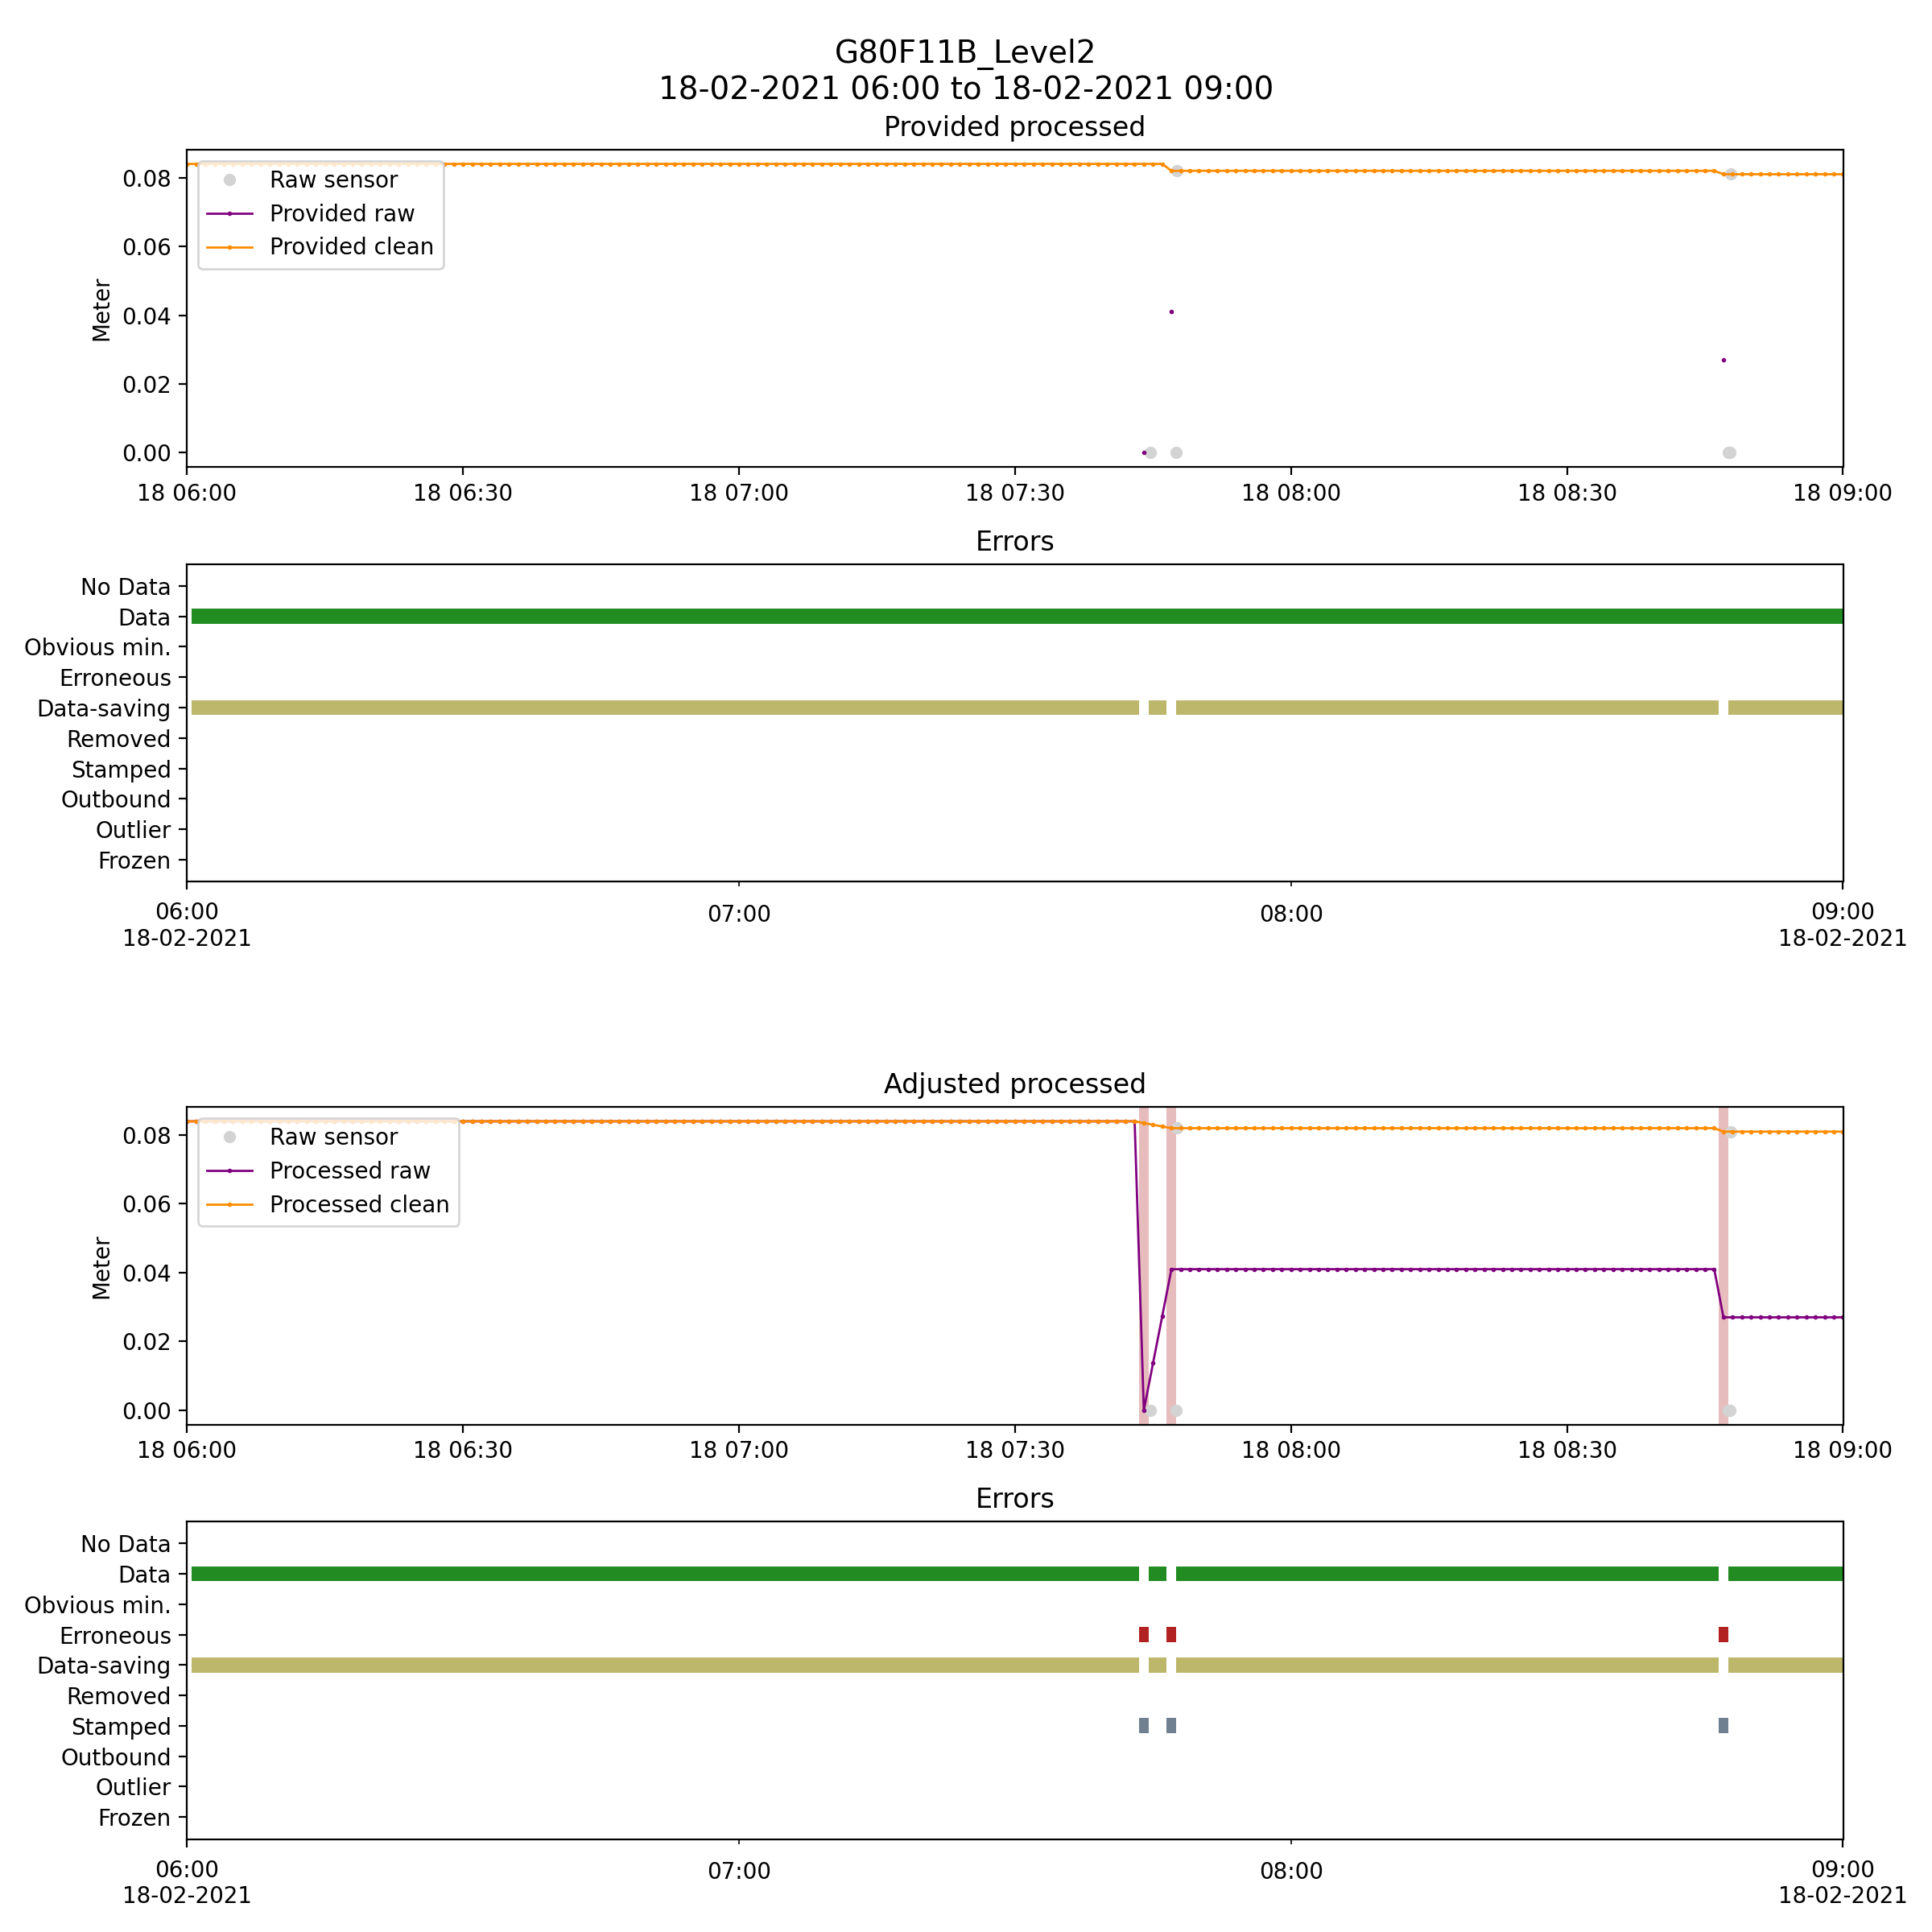 G80F11B_Level2
18-02-2021 06:00 to 18-02-2021 09:00
Provided processed
Raw sensor
Provided raw
Provided clean
Meter
0.08
0.06
0.04
0.02
0.00
18 06:00 18 06:30 18 07:00 18 07:30 18 08:00 18 08:30 18 09:00
Errors
No Data
Data
Obvious min.
Erroneous
Data-saving
Removed
Stamped
Outbound
Outlier
Frozen
06:00 07:00 08:00 09:00
18-02-2021 18-02-2021
Adjusted processed
Raw sensor
Processed raw
Processed clean
Meter
0.08
0.06
0.04
0.02
0.00
18 06:00 18 06:30 18 07:00 18 07:30 18 08:00 18 08:30 18 09:00
Errors
No Data
Data
Obvious min.
Erroneous
Data-saving
Removed
Stamped
Outbound
Outlier
Frozen
06:00 07:00 08:00 09:00
18-02-2021 18-02-2021